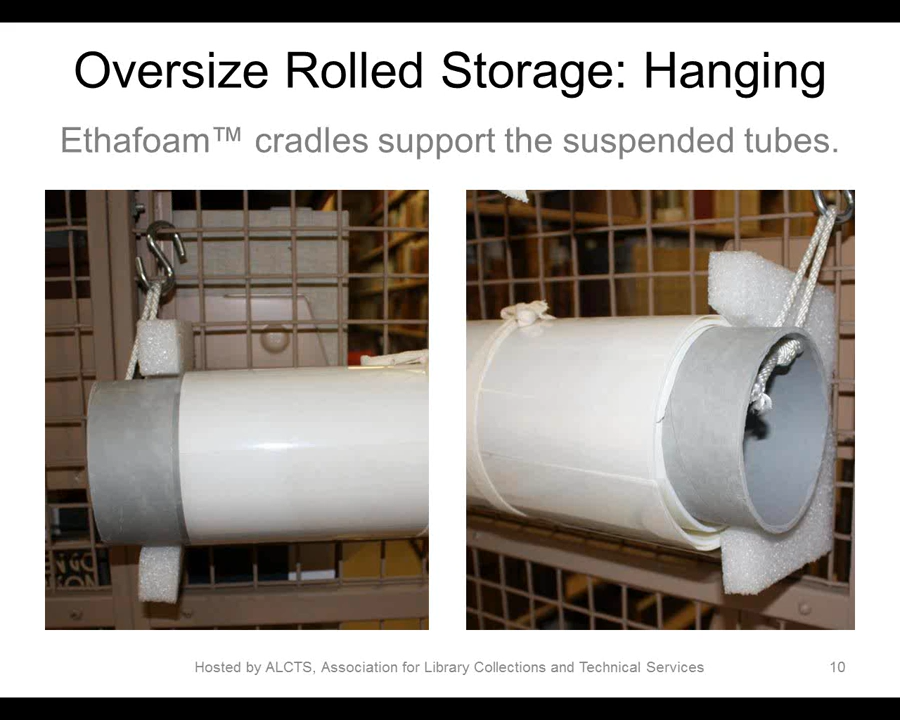 Oversize Rolled Storage: Hanging
Ethafoam™ cradles support the suspended tubes.
Hosted by ALCTS, Association for Library Collections and Technical Services
10